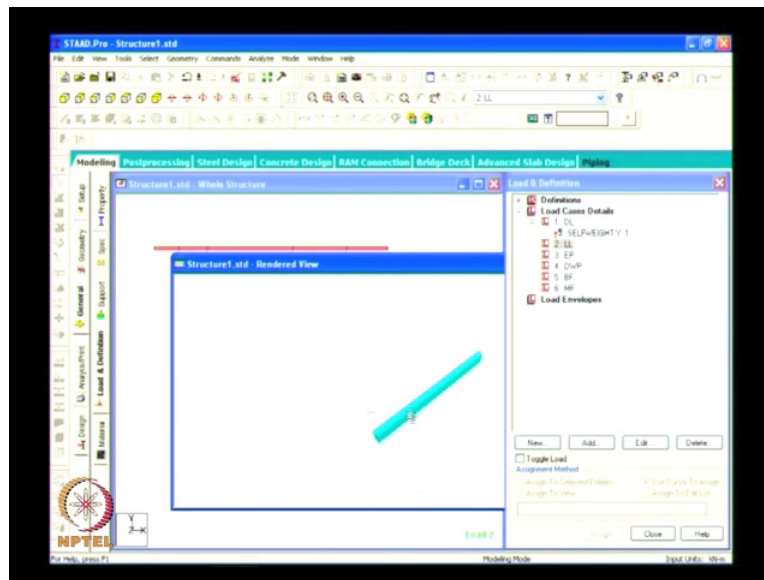 STAAD.Pro - Structure1.std
File Edit View Tools Select Geometry Commands Analyze Mode Window Help
2 LL
Modeling Postprocessing Steel Design Concrete Design RAM Connection Bridge Deck Advanced Slab Design Piping
Setup
Geometry
General
Analysis/Print
Design
Property
Spec
Support
Load & Definition
Material
Structure1.std - Whole Structure
Structure1.std - Rendered View
Load 2
Load & Definition
Definitions
Load Cases Details
1 : DL
SELFWEIGHT Y -1
2 : LL
3 : EP
4 : DWP
5 : BF
6 : MF
Load Envelopes
New... Add... Edit... Delete...
Toggle Load
Assignment Method
Assign To Selected Entities Use Cursor To Assign
Assign To View Assign To Edit List
Assign Close Help
Y
Z X
NPTEL
For Help, press F1 Modeling Mode Input Units: kN-m